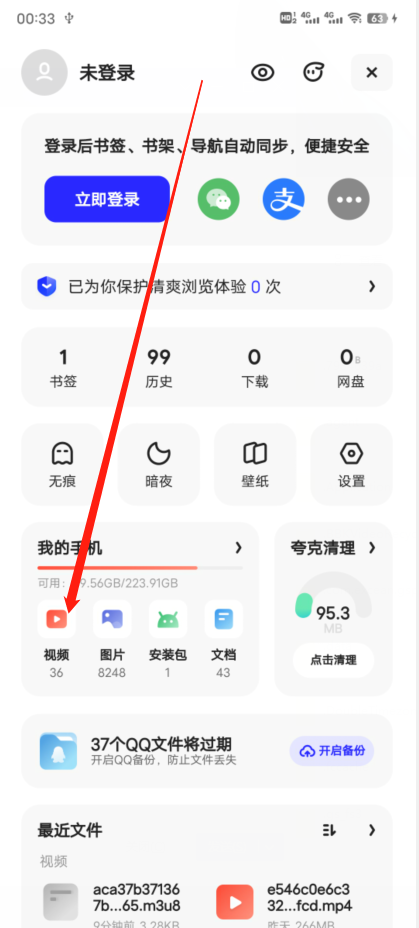 00:33
HD 1 2 4G 4G 63
未登录
登录后书签、书架、导航自动同步，便捷安全
立即登录
支
已为你保护清爽浏览体验 0 次
1 99 0 0B
书签 历史 下载 网盘
无痕 暗夜 壁纸 设置
我的手机
可用： 9.56GB/223.91GB
视频 图片 安装包 文档
36 8248 1 43
夸克清理
95.3
MB
点击清理
37个QQ文件将过期
开启QQ备份，防止文件丢失
开启备份
最近文件
视频
aca37b37136
7b...65.m3u8
9分钟前 3.28KB
e546c0e6c3
32...fcd.mp4
昨天 266MB